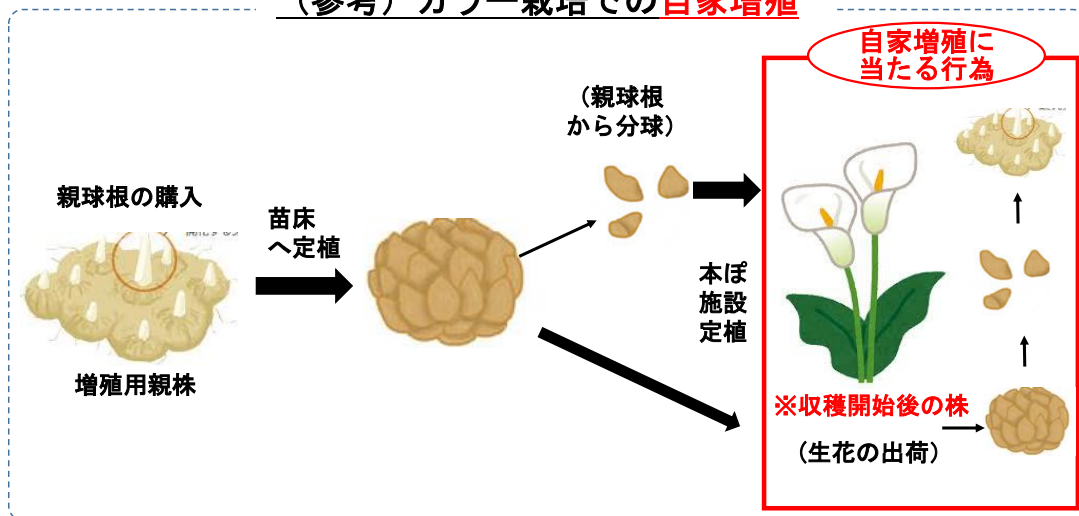 （参考）カラー栽培での自家増殖
自家増殖に
当たる行為
（親球根
から分球）
親球根の購入
苗床
へ定植
本ぽ
施設
定植
増殖用親株
※収穫開始後の株
（生花の出荷）